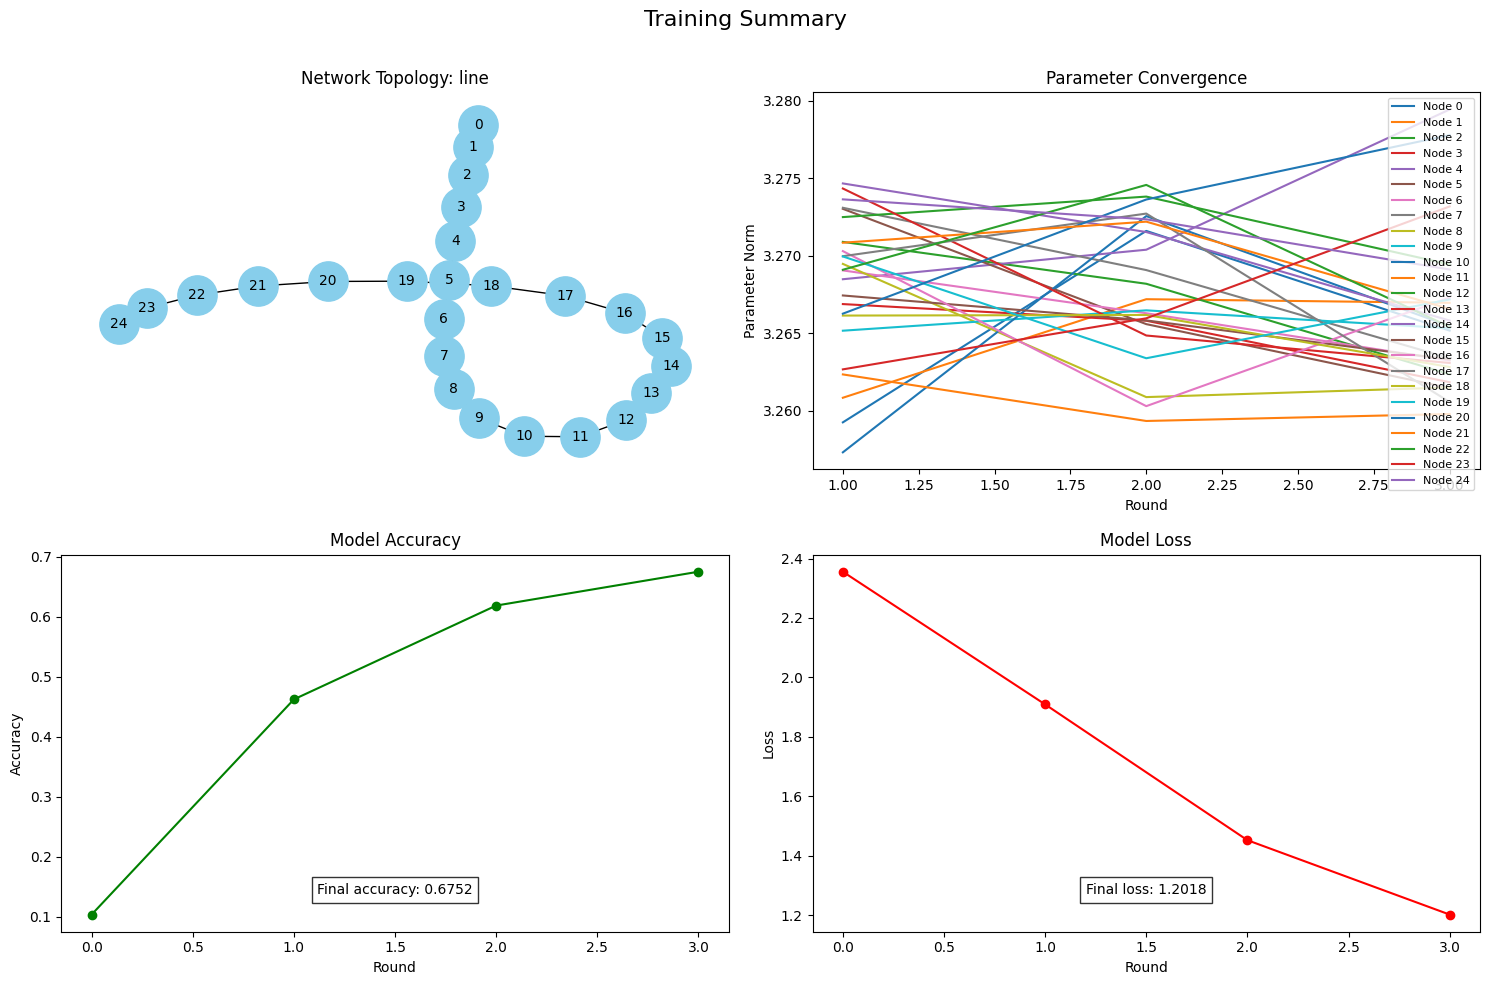 Training Summary
Network Topology: line
0
1
2
3
4
24 23 22 21 20 19 5 18 17 16 15 14 13 12 11 10 9 8 7 6
Parameter Convergence
Parameter Norm
3.280
3.275
3.270
3.265
3.260
1.00 1.25 1.50 1.75 2.00 2.25 2.50 2.75 3.00
Round
Node 0
Node 1
Node 2
Node 3
Node 4
Node 5
Node 6
Node 7
Node 8
Node 9
Node 10
Node 11
Node 12
Node 13
Node 14
Node 15
Node 16
Node 17
Node 18
Node 19
Node 20
Node 21
Node 22
Node 23
Node 24
Model Accuracy
Accuracy
0.7
0.6
0.5
0.4
0.3
0.2
0.1
Final accuracy: 0.6752
0.0 0.5 1.0 1.5 2.0 2.5 3.0
Round
Model Loss
Loss
2.4
2.2
2.0
1.8
1.6
1.4
1.2
Final loss: 1.2018
0.0 0.5 1.0 1.5 2.0 2.5 3.0
Round